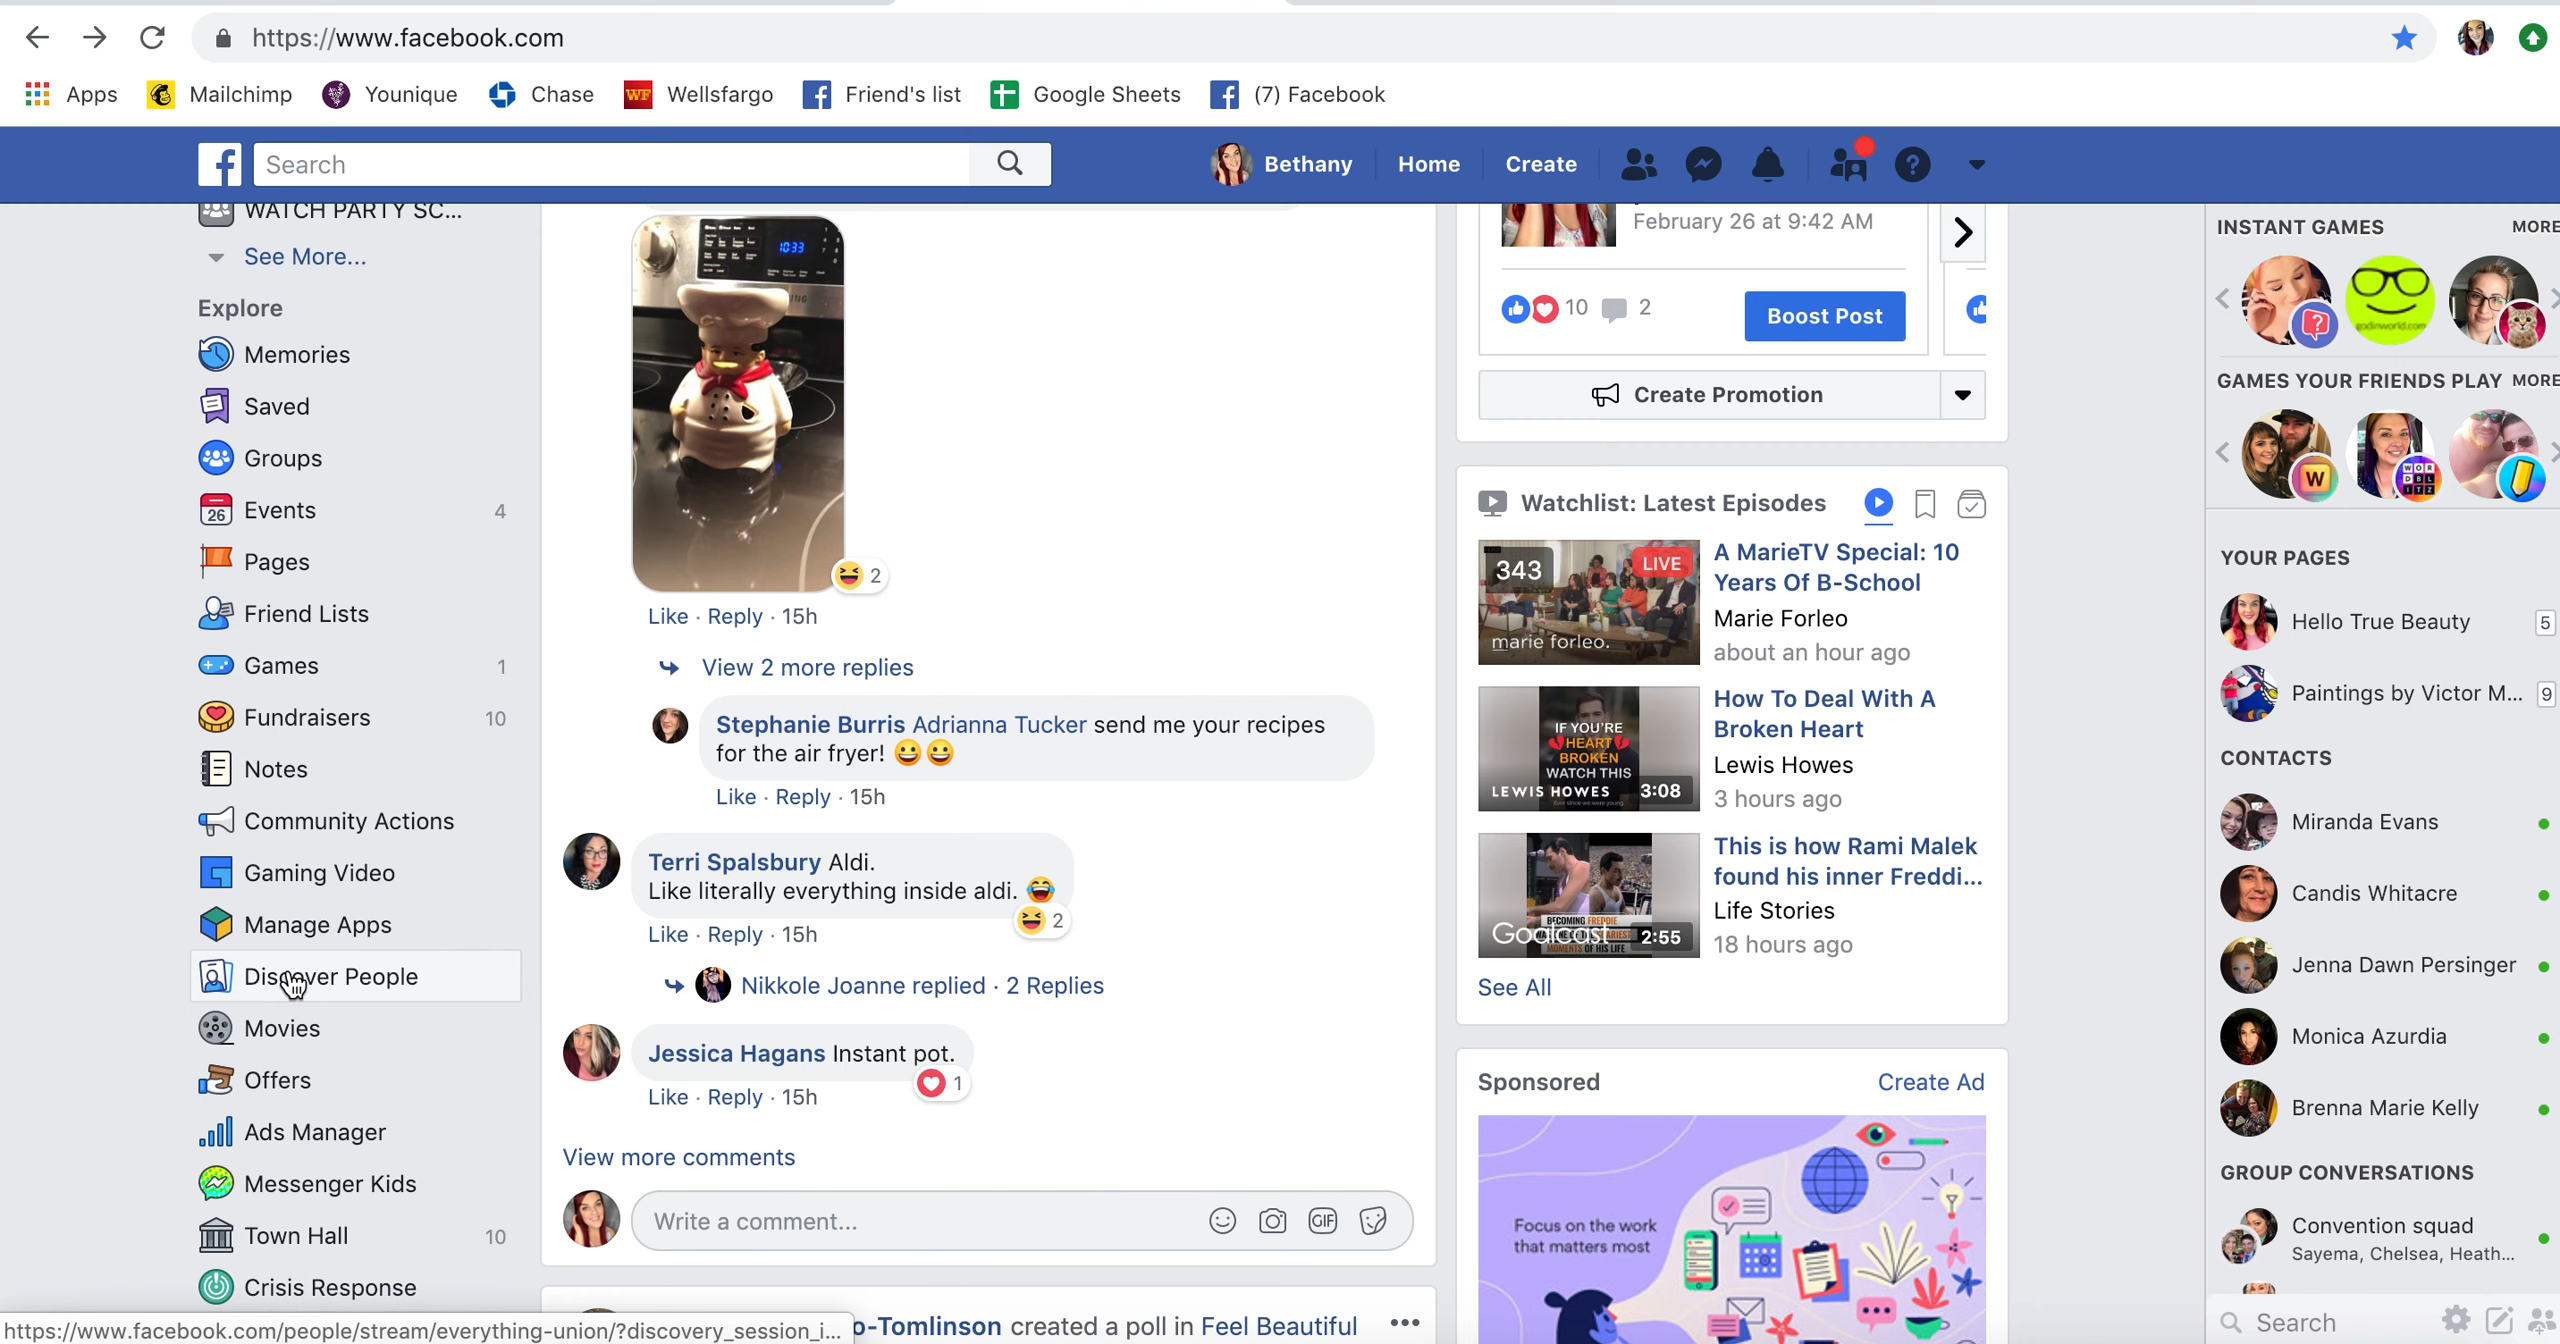 https://www.facebook.com
Apps
Mailchimp
Younique
Chase
WF
Wellsfargo
Friend's list
Google Sheets
(7) Facebook
Search
Bethany
Home
Create
WATCH PARTY SC...
See More...
Explore
Memories
Saved
Groups
26
Events 4
Pages
Friend Lists
Games 1
Fundraisers 10
Notes
Community Actions
Gaming Video
Manage Apps
Discover People
Movies
Offers
Ads Manager
Messenger Kids
Town Hall 10
Crisis Response
https://www.facebook.com/people/stream/everything-union/?discovery_session_i...
10:33
2
Like · Reply · 15h
View 2 more replies
Stephanie Burris Adrianna Tucker send me your recipes
for the air fryer!
Like · Reply · 15h
Terri Spalsbury Aldi.
Like literally everything inside aldi.
2
Like · Reply · 15h
Nikkole Joanne replied · 2 Replies
Jessica Hagans Instant pot.
1
Like · Reply · 15h
View more comments
Write a comment...
GIF
o-Tomlinson created a poll in Feel Beautiful
February 26 at 9:42 AM
10 2
Boost Post
Create Promotion
Watchlist: Latest Episodes
343
LIVE
marie forleo.
A MarieTV Special: 10
Years Of B-School
Marie Forleo
about an hour ago
IF YOU'RE
HEART
BROKEN
WATCH THIS
LEWIS HOWES
3:08
How To Deal With A
Broken Heart
Lewis Howes
3 hours ago
Goalcast
2:55
This is how Rami Malek
found his inner Freddi...
Life Stories
18 hours ago
See All
Sponsored
Create Ad
Focus on the work
that matters most
INSTANT GAMES MORE
godinworld.com
GAMES YOUR FRIENDS PLAY MORE
W
WOR
DBL
ITZ
YOUR PAGES
Hello True Beauty 5
Paintings by Victor M... 9
CONTACTS
Miranda Evans
Candis Whitacre
Jenna Dawn Persinger
Monica Azurdia
Brenna Marie Kelly
GROUP CONVERSATIONS
Convention squad
Sayema, Chelsea, Heath...
Search